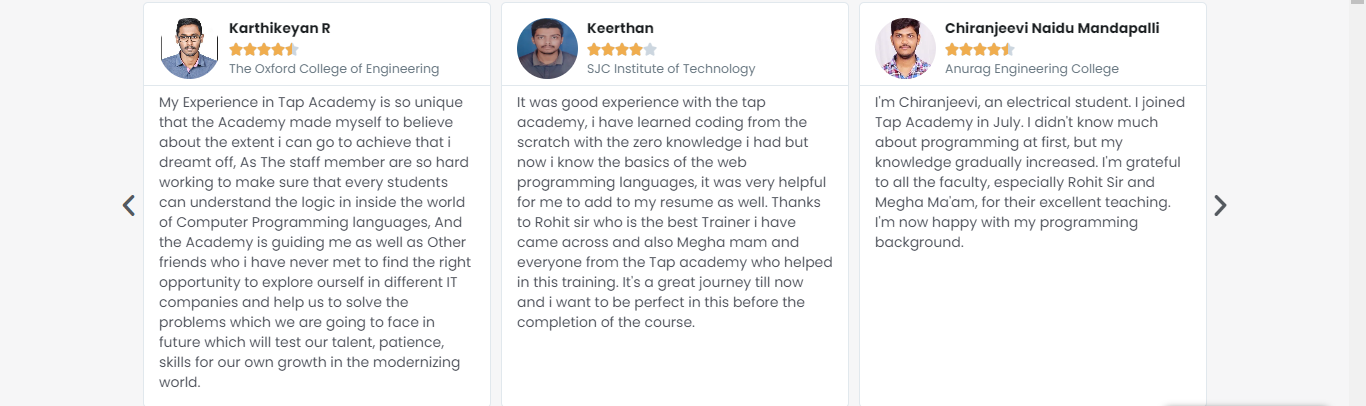 Karthikeyan R
The Oxford College of Engineering
My Experience in Tap Academy is so unique
that the Academy made myself to believe
about the extent i can go to achieve that i
dreamt off, As The staff member are so hard
working to make sure that every students
can understand the logic in inside the world
of Computer Programming languages, And
the Academy is guiding me as well as Other
friends who i have never met to find the right
opportunity to explore ourself in different IT
companies and help us to solve the
problems which we are going to face in
future which will test our talent, patience,
skills for our own growth in the modernizing
world.
Keerthan
SJC Institute of Technology
It was good experience with the tap
academy, i have learned coding from the
scratch with the zero knowledge i had but
now i know the basics of the web
programming languages, it was very helpful
for me to add to my resume as well. Thanks
to Rohit sir who is the best Trainer i have
came across and also Megha mam and
everyone from the Tap academy who helped
in this training. It's a great journey till now
and i want to be perfect in this before the
completion of the course.
Chiranjeevi Naidu Mandapalli
Anurag Engineering College
I'm Chiranjeevi, an electrical student. I joined
Tap Academy in July. I didn't know much
about programming at first, but my
knowledge gradually increased. I'm grateful
to all the faculty, especially Rohit Sir and
Megha Ma'am, for their excellent teaching.
I'm now happy with my programming
background.